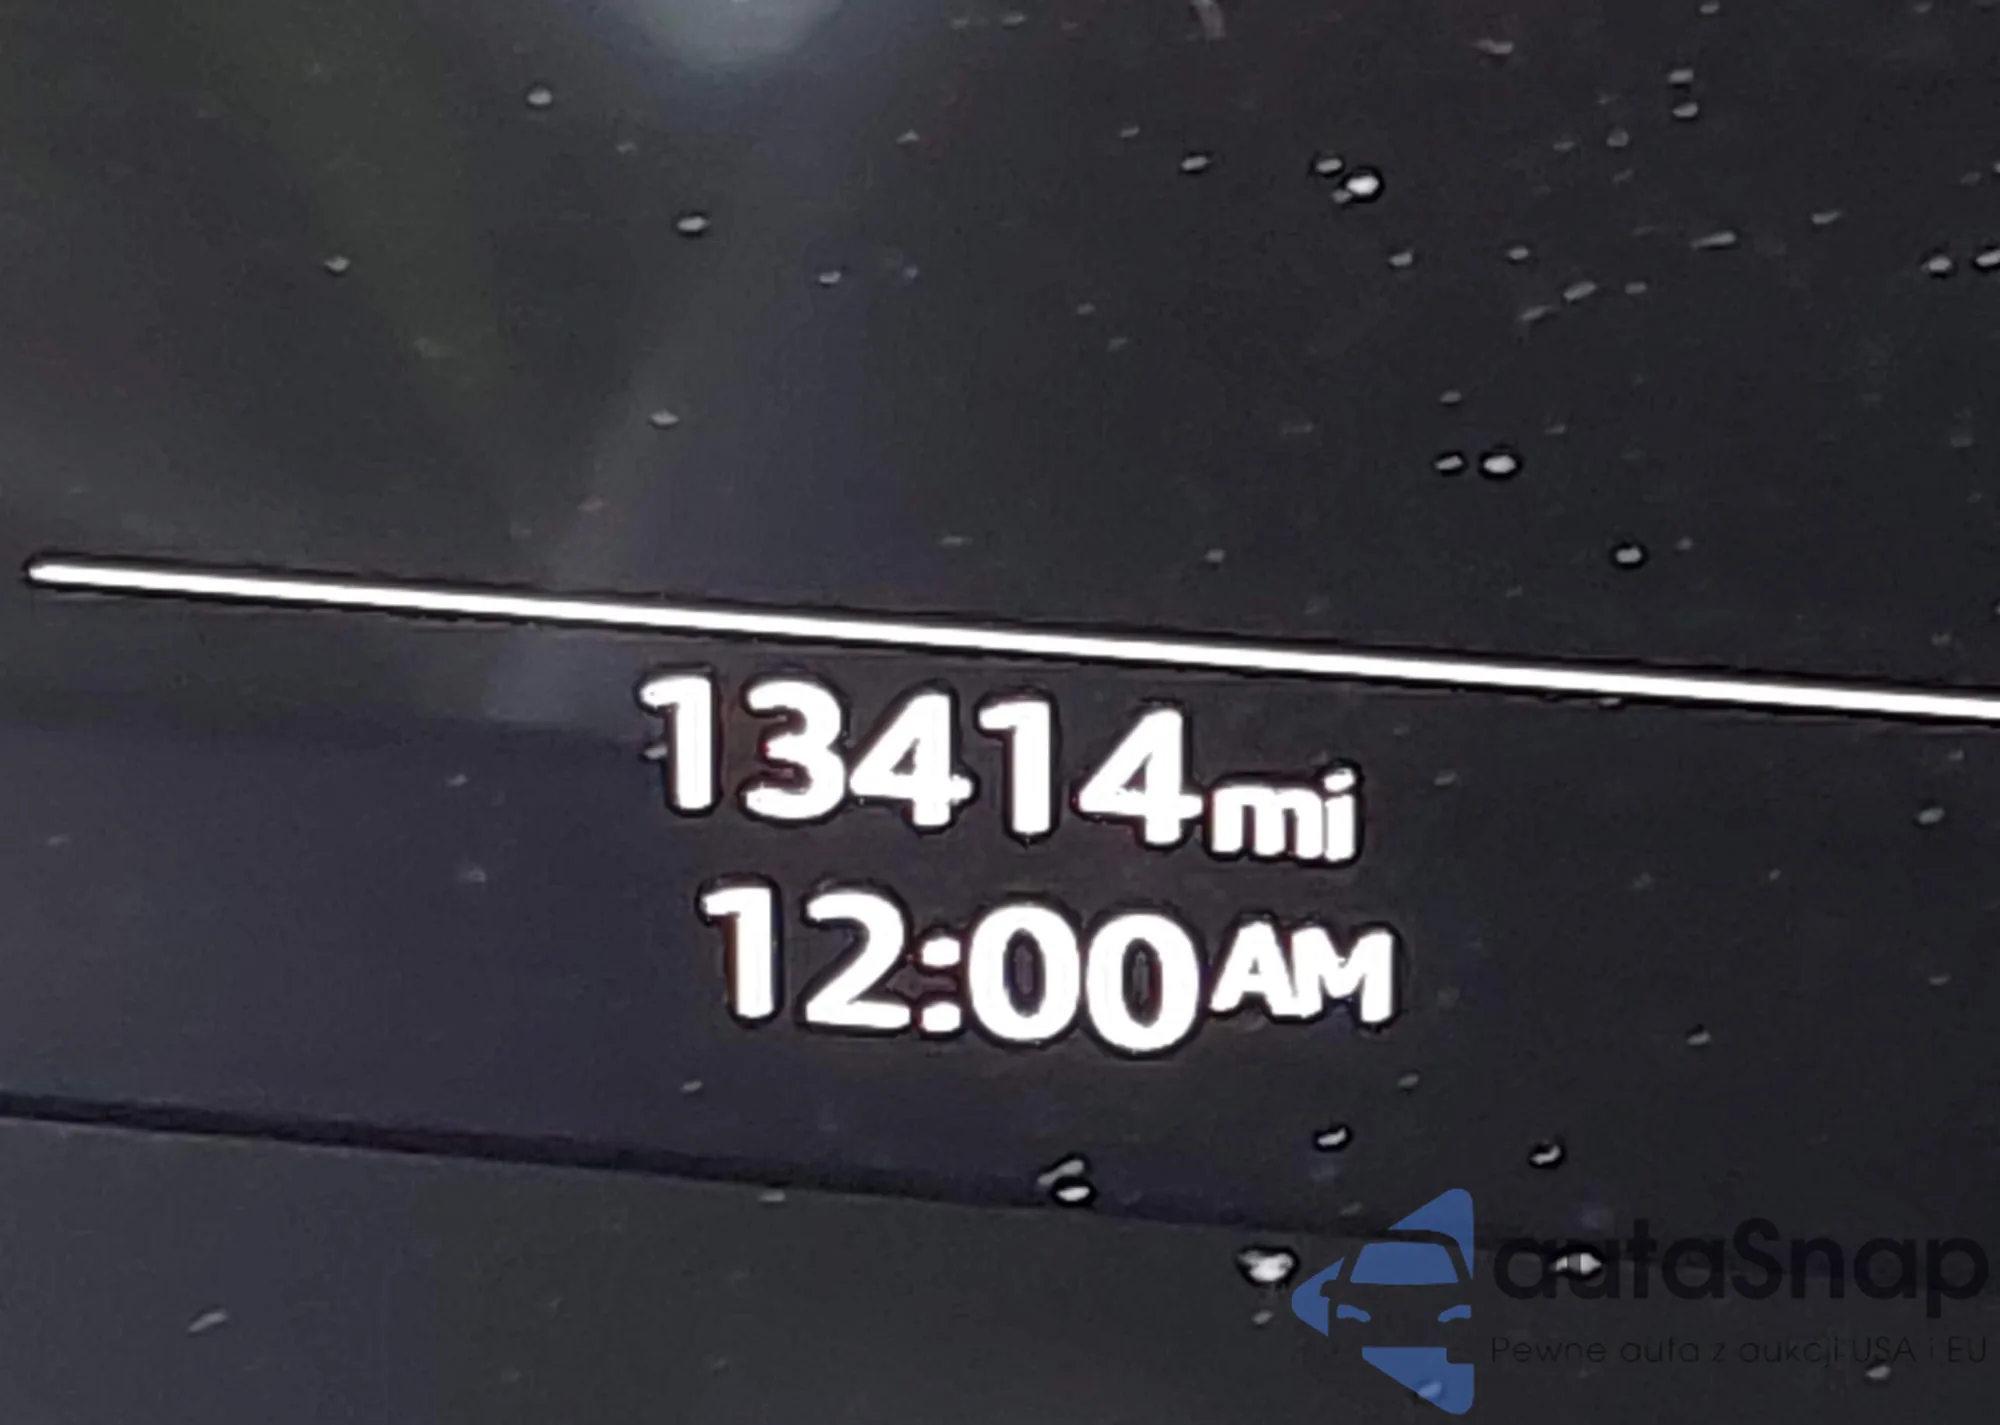 13414mi
12:00AM
autaSnap
Pewne auta z aukcji USA i EU